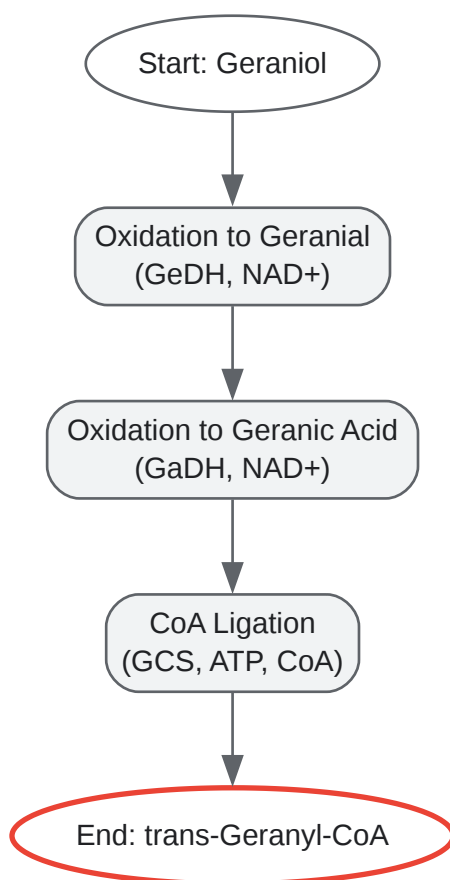 Start: Geraniol
Oxidation to Geranial
(GeDH, NAD+)
Oxidation to Geranic Acid
(GaDH, NAD+)
CoA Ligation
(GCS, ATP, CoA)
End: trans-Geranyl-CoA